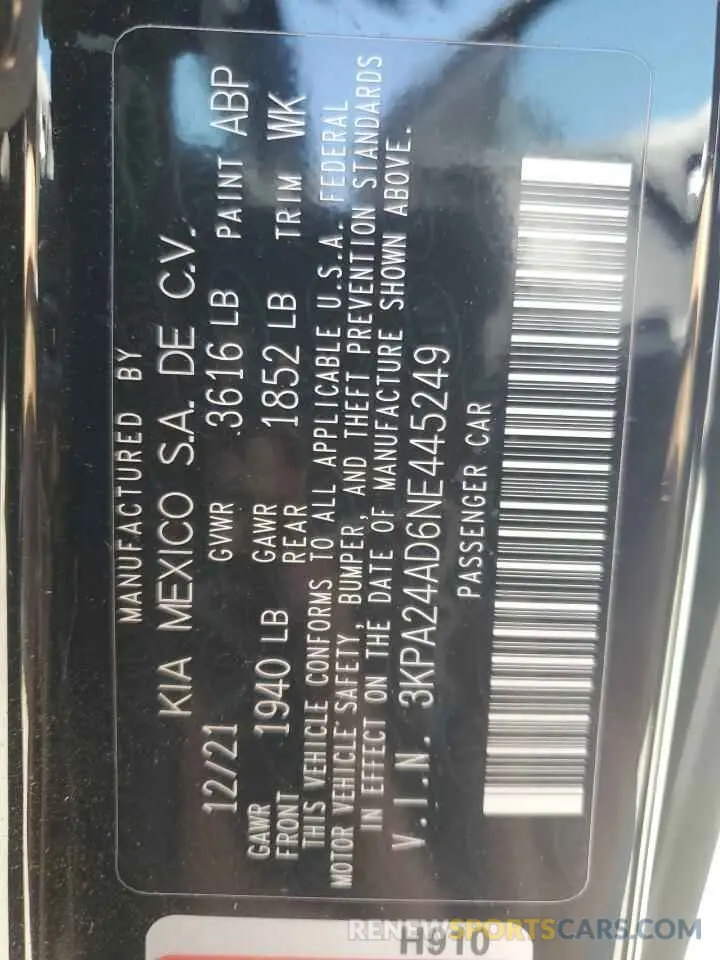 MANUFACTURED BY
KIA MEXICO S.A. DE C.V.
12/21 GVWR 3616 LB PAINT ABP
GAWR FRONT 1940 LB GAWR REAR 1852 LB TRIM WK
THIS VEHICLE CONFORMS TO ALL APPLICABLE U.S.A. FEDERAL
MOTOR VEHICLE SAFETY, BUMPER, AND THEFT PREVENTION STANDARDS
IN EFFECT ON THE DATE OF MANUFACTURE SHOWN ABOVE.
V.I.N. 3KPA24AD6NE445249
PASSENGER CAR
H910
RENEWSPORTSCARS.COM